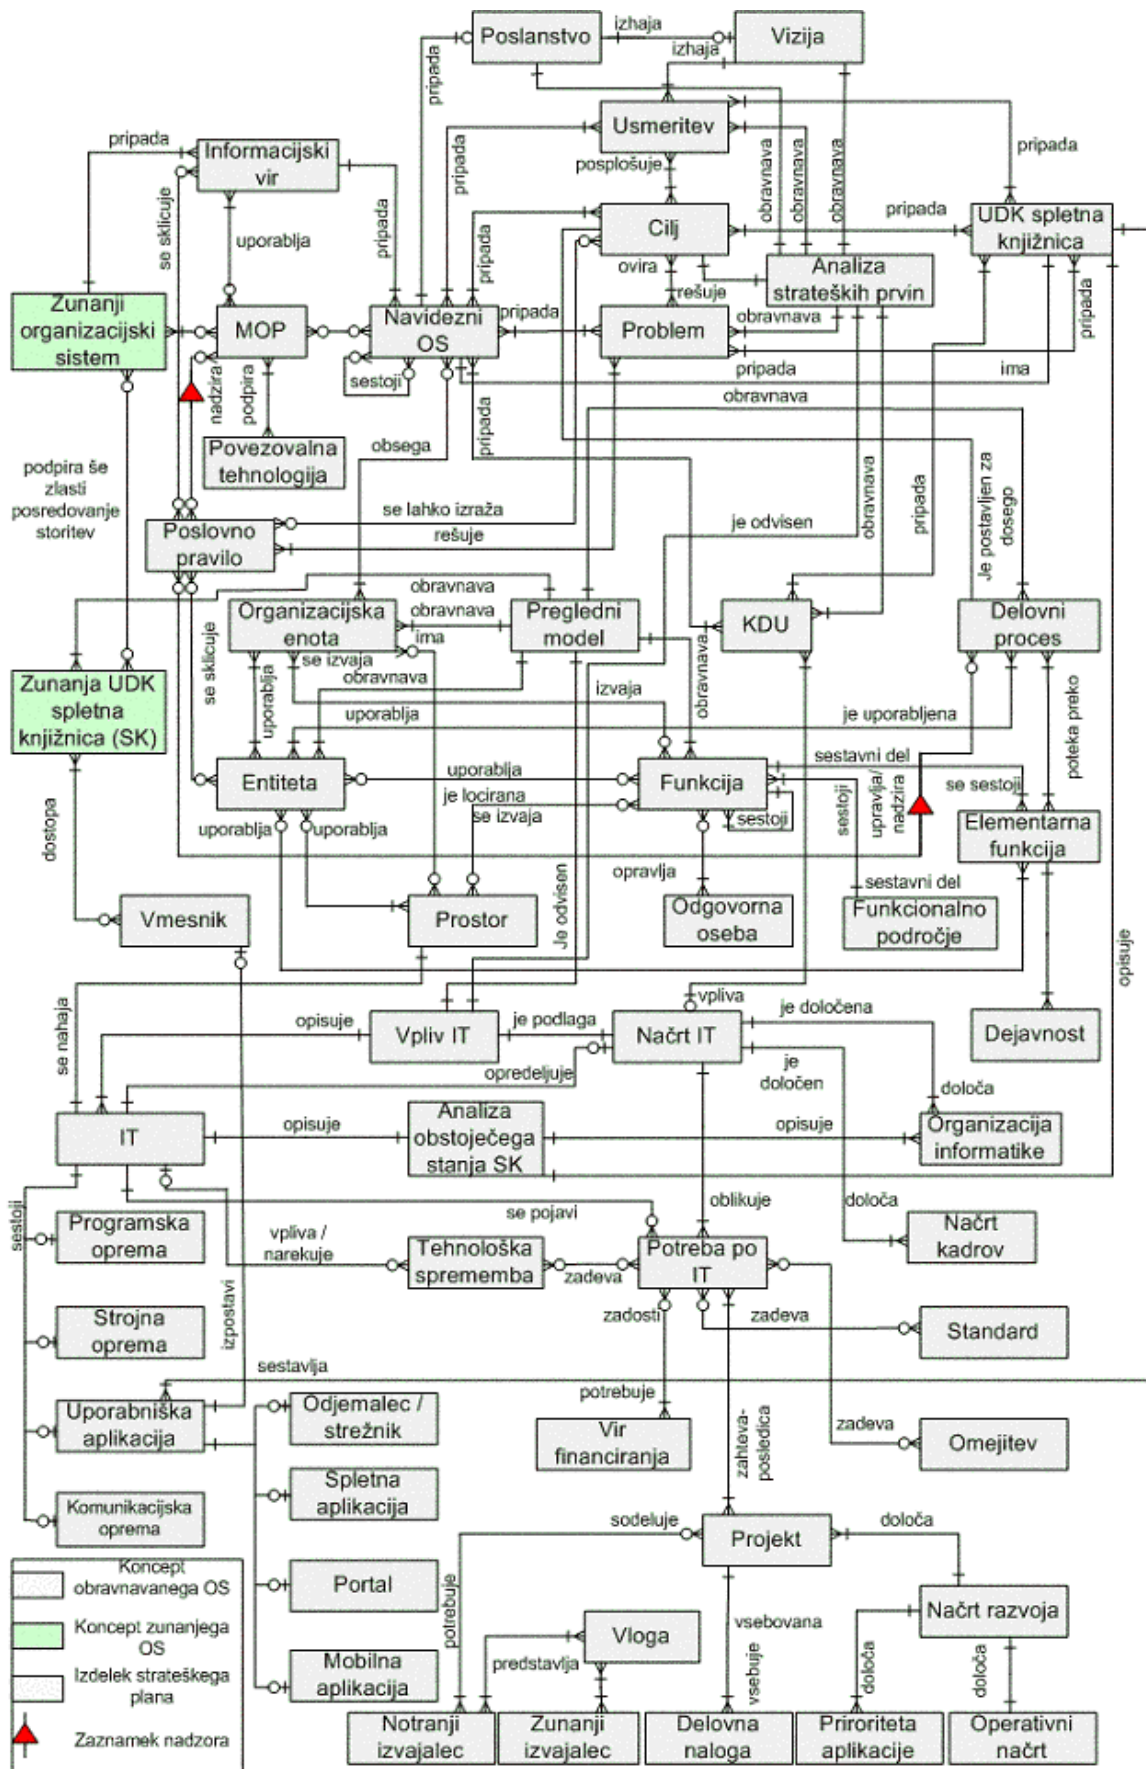 Poslanstvo
izhaja
Vizija
izhaja
pripada
Usmeritev
pripada
Informacijski
vir
pripada
posplošuje
obravnava
obravnava
obravnava
pripada
se sklicuje
uporablja
pripada
pripada
Cilj
pripada
UDK spletna
knjižnica
ovira
rešuje
Analiza
strateških prvin
Zunanji
organizacijski
sistem
MOP
Navidezni
OS
pripada
Problem
obravnava
pripada
pripada
ima
sestoji
nadzira
podpira
obravnava
Povezovalna
tehnologija
obsega
pripada
podpira še
zlasti
posredovanje
storitev
Poslovno
pravilo
se lahko izraža
rešuje
je odvisen
obravnava
pripada
Je postavljen za
dosego
obravnava
obravnava
Organizacijska
enota
ima
Pregledni
model
KDU
Delovni
proces
se sklicuje
Zunanja UDK
spletna
knjižnica (SK)
uporablja
se izvaja
obravnava
izvaja
obravnava
uporablja
je uporabljena
poteka preko
Entiteta
uporablja
Funkcija
sestavni del
se sestoji
je locirana
se izvaja
sestoji
sestoji
upravlja/
nadzira
Elementarna
funkcija
uporablja
uporablja
dostopa
opravlja
sestavni del
Vmesnik
Prostor
Je odvisen
Odgovorna
oseba
Funkcionalno
področje
opisuje
se nahaja
opisuje
Vpliv IT
je podlaga
vpliva
Načrt IT
je določena
Dejavnost
opredeljuje
je
določen
določa
IT
opisuje
Analiza
obstoječega
stanja SK
opisuje
Organizacija
informatike
sestoji
se pojavi
oblikuje
določa
Programska
oprema
vpliva /
narekuje
Tehnološka
sprememba
zadeva
Potreba po
IT
Načrt
kadrov
izpostavi
zadosti
zadeva
Strojna
oprema
Standard
sestavlja
Uporabniška
aplikacija
Odjemalec /
strežnik
potrebuje
Vir
financiranja
zahteva-
posledica
zadeva
Omejitev
Spletna
aplikacija
Komunikacijska
oprema
sodeluje
Projekt
določa
Koncept
obravnavanega OS
Portal
potrebuje
vsebovana
Načrt razvoja
Koncept zunanjega
OS
Vloga
Izdelek strateškega
plana
Mobilna
aplikacija
predstavlja
vsebuje
določa
določa
Zaznamek nadzora
Notranji
izvajalec
Zunanji
izvajalec
Delovna
naloga
Priroriteta
aplikacije
Operativni
načrt